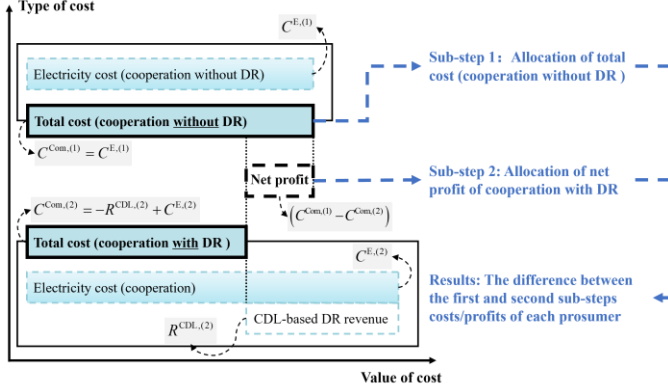 Type of cost
C^{E,(1)}
Electricity cost (cooperation without DR)
Total cost (cooperation without DR)
C^{Com,(1)} = C^{E,(1)}
Net profit
C^{Com,(2)} = −R^{CDL,(2)} + C^{E,(2)}
(C^{Com,(1)} − C^{Com,(2)})
Total cost (cooperation with DR )
C^{E,(2)}
Electricity cost (cooperation)
CDL-based DR revenue
R^{CDL,(2)}
Value of cost
Sub-step 1：Allocation of total
cost (cooperation without DR )
Sub-step 2: Allocation of net
profit of cooperation with DR
Results: The difference between
the first and second sub-steps
costs/profits of each prosumer